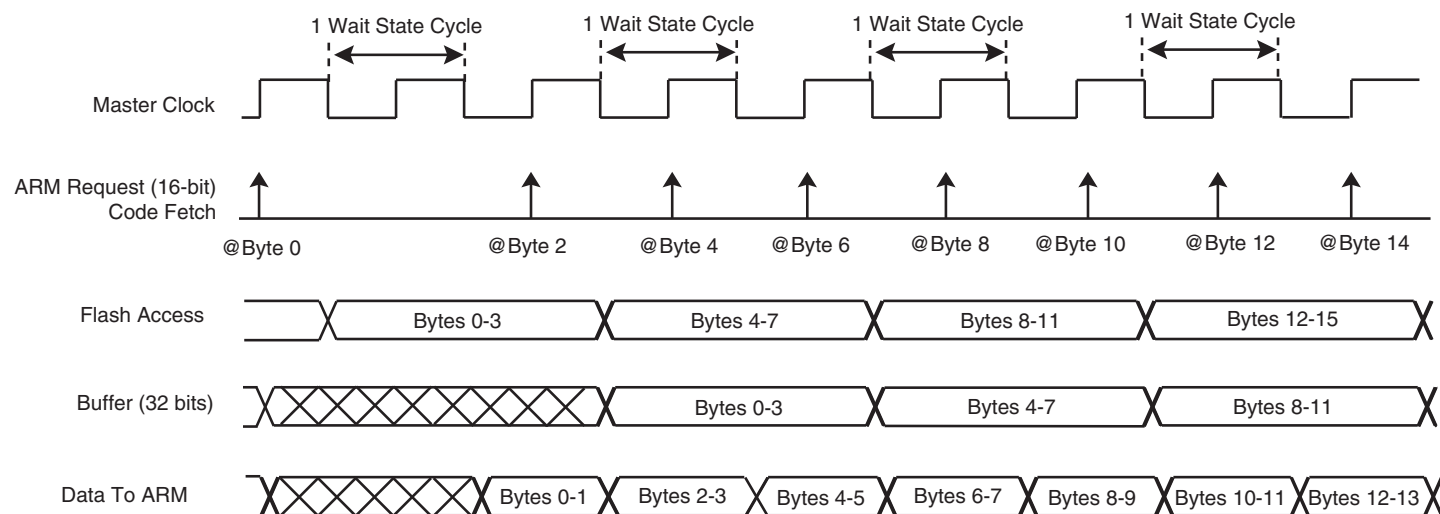 1 Wait State Cycle
1 Wait State Cycle
1 Wait State Cycle
1 Wait State Cycle
Master Clock
ARM Request (16-bit)
Code Fetch
@Byte 0
@Byte 2
@Byte 4
@Byte 6
@Byte 8
@Byte 10
@Byte 12
@Byte 14
Flash Access
Bytes 0-3
Bytes 4-7
Bytes 8-11
Bytes 12-15
Buffer (32 bits)
Bytes 0-3
Bytes 4-7
Bytes 8-11
Data To ARM
Bytes 0-1
Bytes 2-3
Bytes 4-5
Bytes 6-7
Bytes 8-9
Bytes 10-11
Bytes 12-13